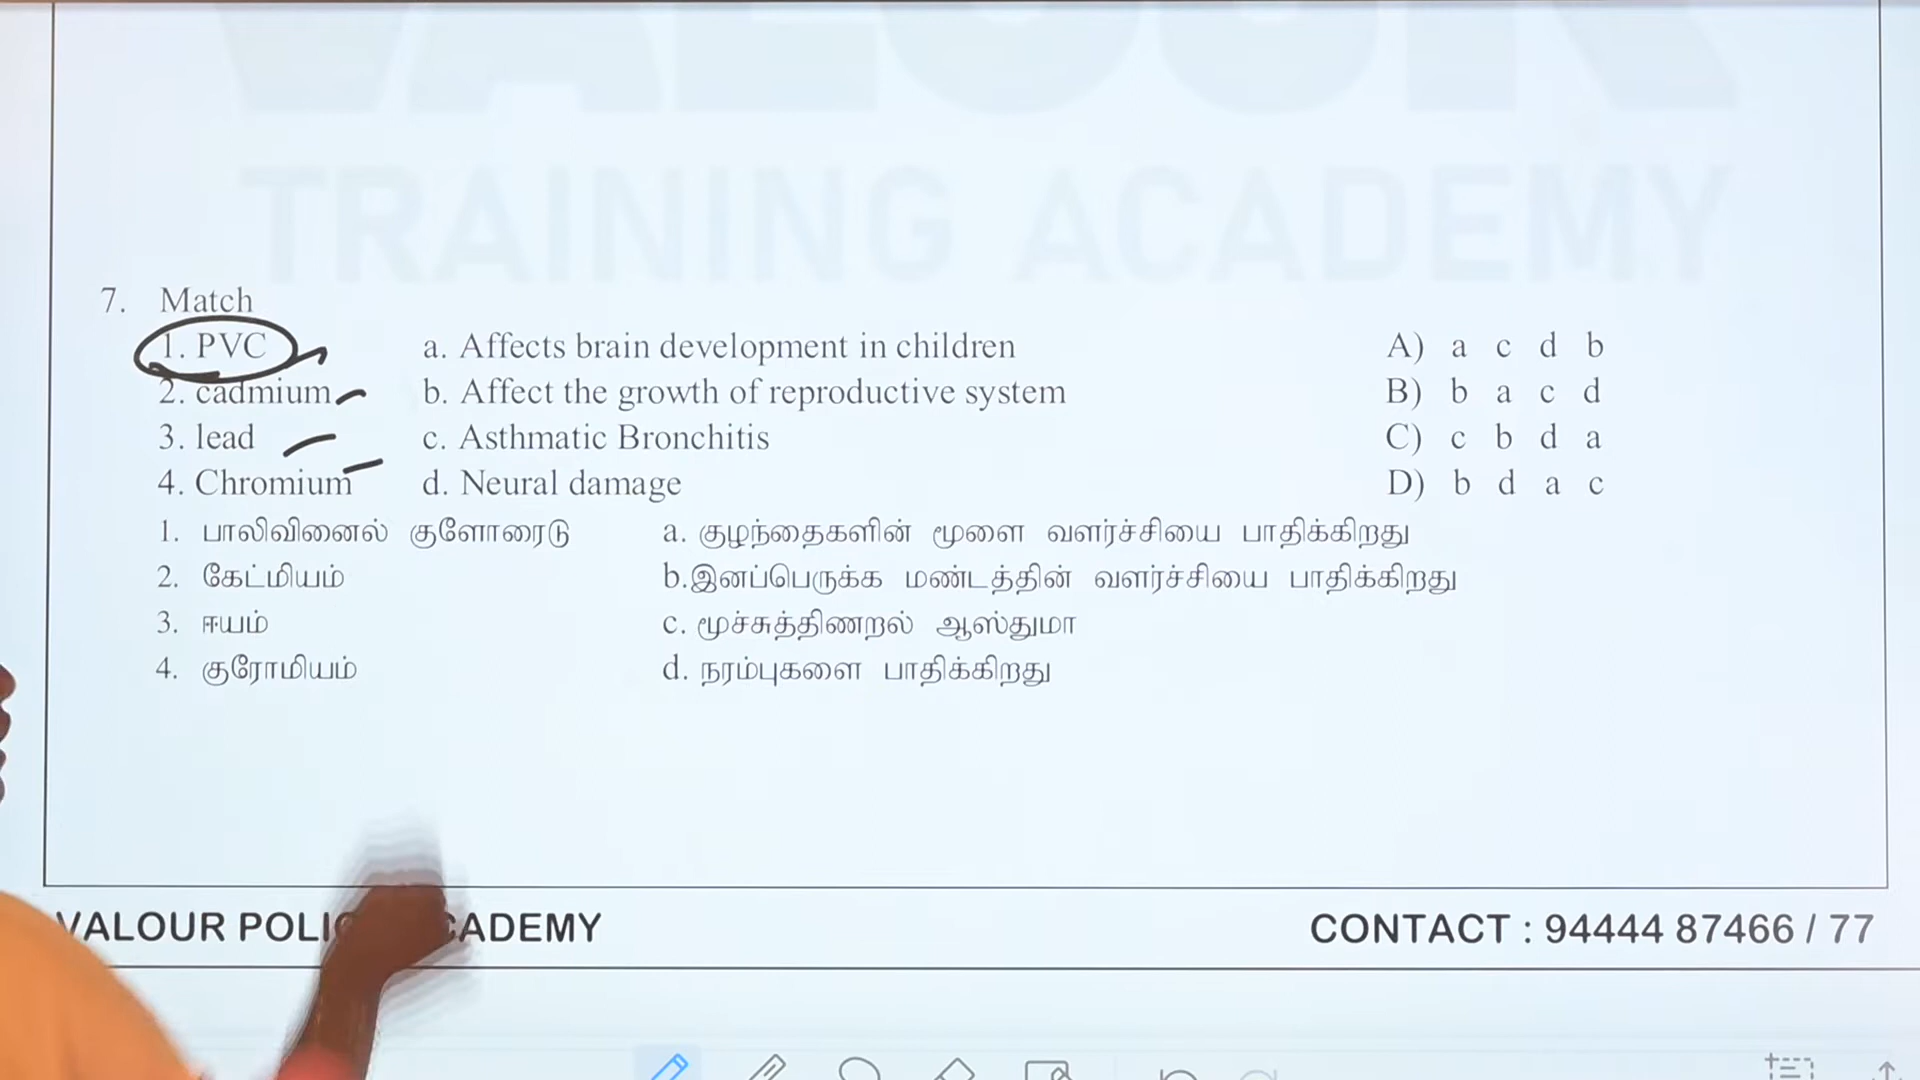 TRAINING ACADEMY
7. Match
1. PVC a. Affects brain development in children A) a c d b
2. cadmium b. Affect the growth of reproductive system B) b a c d
3. lead c. Asthmatic Bronchitis C) c b d a
4. Chromium d. Neural damage D) b d a c
1. பாலிவினைல் குளோரைடு a. குழந்தைகளின் மூளை வளர்ச்சியை பாதிக்கிறது
2. கேட்மியம் b.இனப்பெருக்க மண்டத்தின் வளர்ச்சியை பாதிக்கிறது
3. ஈயம் c. மூச்சுத்திணறல் ஆஸ்துமா
4. குரோமியம் d. நரம்புகளை பாதிக்கிறது
VALOUR CONTACT : 94444 87466 / 77